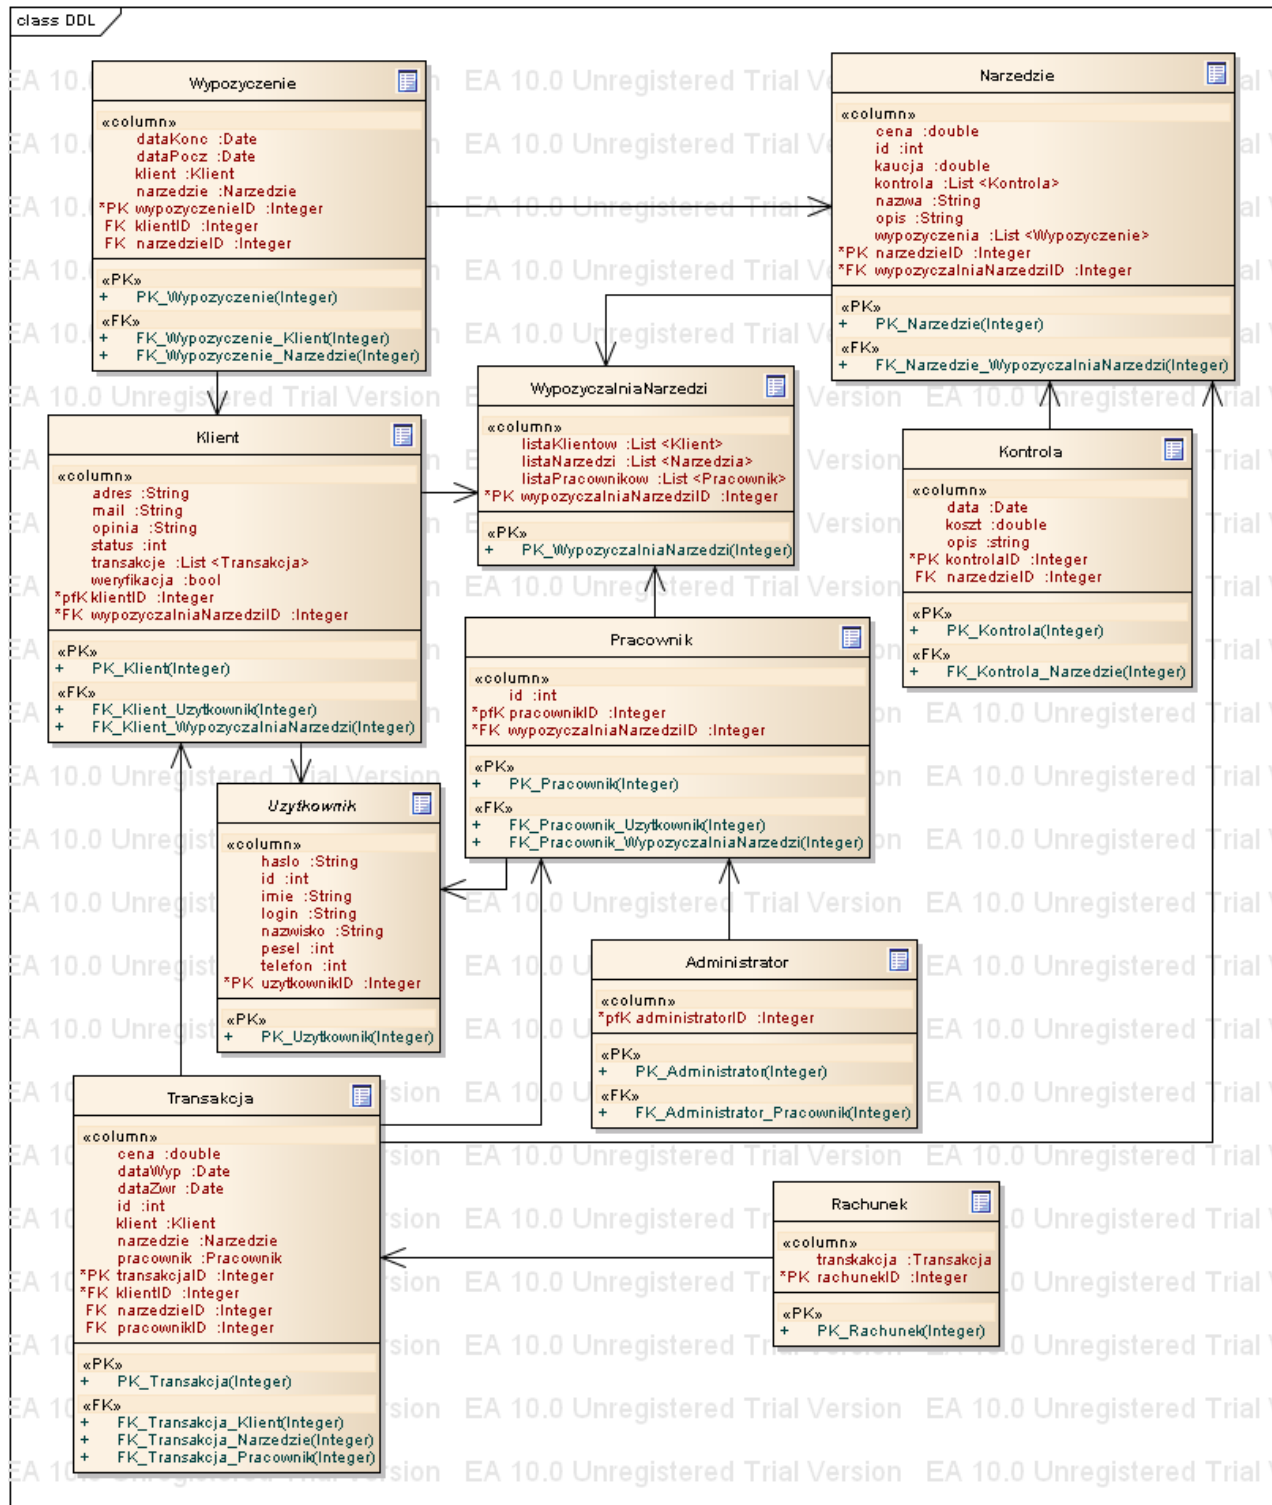 class DDL
Wypozyczenie
«column»
dataKonc :Date
dataPocz :Date
klient :Klient
narzedzie :Narzedzie
*PK wypozyczenieID :Integer
FK klientID :Integer
FK narzedzieID :Integer
«PK»
+ PK_Wypozyczenie(Integer)
«FK»
+ FK_Wypozyczenie_Klient(Integer)
+ FK_Wypozyczenie_Narzedzie(Integer)
Narzedzie
«column»
cena :double
id :int
kaucja :double
kontrola :List <Kontrola>
nazwa :String
opis :String
wypozyczenia :List <Wypozyczenie>
*PK narzedzieID :Integer
*FK wypozyczalniaNarzedziID :Integer
«PK»
+ PK_Narzedzie(Integer)
«FK»
+ FK_Narzedzie_WypozyczalniaNarzedzi(Integer)
WypozyczalniaNarzedzi
«column»
listaKlientow :List <Klient>
listaNarzedzi :List <Narzedzia>
listaPracownikow :List <Pracownik>
*PK wypozyczalniaNarzedziID :Integer
«PK»
+ PK_WypozyczalniaNarzedzi(Integer)
Klient
«column»
adres :String
mail :String
opinia :String
status :int
transakcje :List <Transakcja>
weryfikacja :bool
*pfK klientID :Integer
*FK wypozyczalniaNarzedziID :Integer
«PK»
+ PK_Klient(Integer)
«FK»
+ FK_Klient_Uzytkownik(Integer)
+ FK_Klient_WypozyczalniaNarzedzi(Integer)
Kontrola
«column»
data :Date
koszt :double
opis :string
*PK kontrolaID :Integer
FK narzedzieID :Integer
«PK»
+ PK_Kontrola(Integer)
«FK»
+ FK_Kontrola_Narzedzie(Integer)
Pracownik
«column»
id :int
*pfK pracownikID :Integer
*FK wypozyczalniaNarzedziID :Integer
«PK»
+ PK_Pracownik(Integer)
«FK»
+ FK_Pracownik_Uzytkownik(Integer)
+ FK_Pracownik_WypozyczalniaNarzedzi(Integer)
Uzytkownik
«column»
haslo :String
id :int
imie :String
login :String
nazwisko :String
pesel :int
telefon :int
*PK uzytkownikID :Integer
«PK»
+ PK_Uzytkownik(Integer)
Administrator
«column»
*pfK administratorID :Integer
«PK»
+ PK_Administrator(Integer)
«FK»
+ FK_Administrator_Pracownik(Integer)
Transakcja
«column»
cena :double
dataWyp :Date
dataZwr :Date
id :int
klient :Klient
narzedzie :Narzedzie
pracownik :Pracownik
*PK transakcjaID :Integer
*FK klientID :Integer
FK narzedzieID :Integer
FK pracownikID :Integer
«PK»
+ PK_Transakcja(Integer)
«FK»
+ FK_Transakcja_Klient(Integer)
+ FK_Transakcja_Narzedzie(Integer)
+ FK_Transakcja_Pracownik(Integer)
Rachunek
«column»
transkakcja :Transakcja
*PK rachunekID :Integer
«PK»
+ PK_Rachunek(Integer)
EA 10.0 Unregistered Trial Version